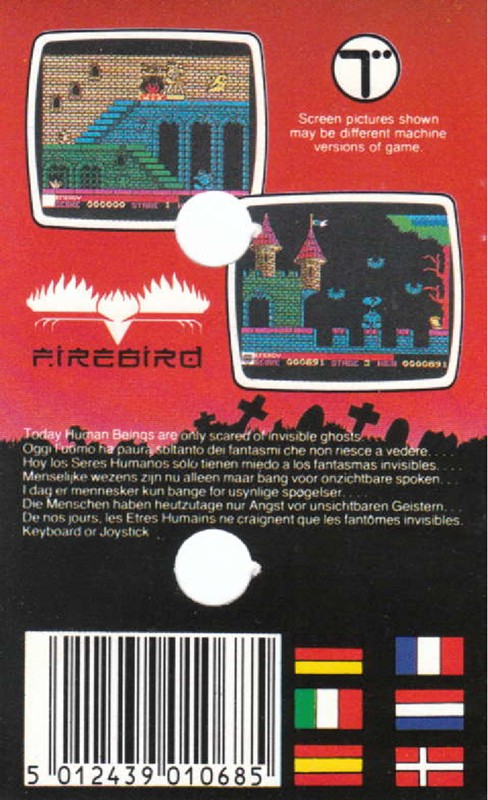 ENERGY
SCORE 000000 STAGE 1
Screen pictures shown
may be different machine
versions of game.
ENERGY
SCORE 000891 STAGE 3 HIGH 0000891
FIREBIRD
Today Human Beings are only scared of invisible ghosts. . . .
Oggi l'uomo ha paura soltanto dei fantasmi che non riesce a vedere. . . .
Hoy los Seres Humanos sólo tienen miedo a los fantasmas invisibles. . . .
Menselijke wezens zijn nu alleen maar bang voor onzichtbare spoken. . . .
I dag er mennesker kun bange for usynlige spøgelser. . . .
Die Menschen haben heutzutage nur Angst vor unsichtbaren Geistern. . . .
De nos jours, les Etres Humains ne craignent que les fantômes invisibles.
Keyboard or Joystick
5 012439 010685